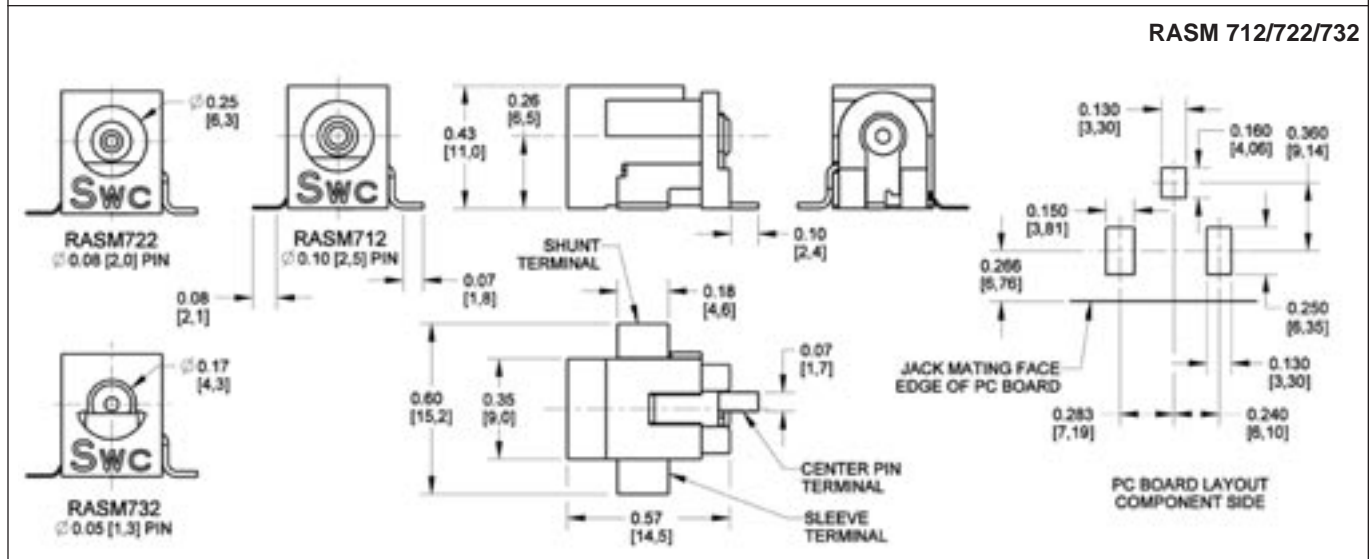 RASM 712/722/732
Ø 0.25
[6,3]
SWC
RASM722
Ø 0.08 [2,0] PIN
SWC
RASM712
Ø 0.10 [2,5] PIN
0.08
[2,1]
0.07
[1,8]
0.43
[11,0]
0.26
[6,5]
0.10
[2,4]
SHUNT
TERMINAL
0.18
[4,6]
0.60
[15,2]
0.35
[9,0]
0.07
[1,7]
CENTER PIN
TERMINAL
SLEEVE
TERMINAL
0.57
[14,5]
Ø 0.17
[4,3]
SWC
RASM732
Ø 0.05 [1,3] PIN
0.130
[3,30]
0.160
[4,06]
0.360
[9,14]
0.150
[3,81]
0.266
[6,76]
0.250
[6,35]
JACK MATING FACE
EDGE OF PC BOARD
0.130
[3,30]
0.283
[7,19]
0.240
[6,10]
PC BOARD LAYOUT
COMPONENT SIDE